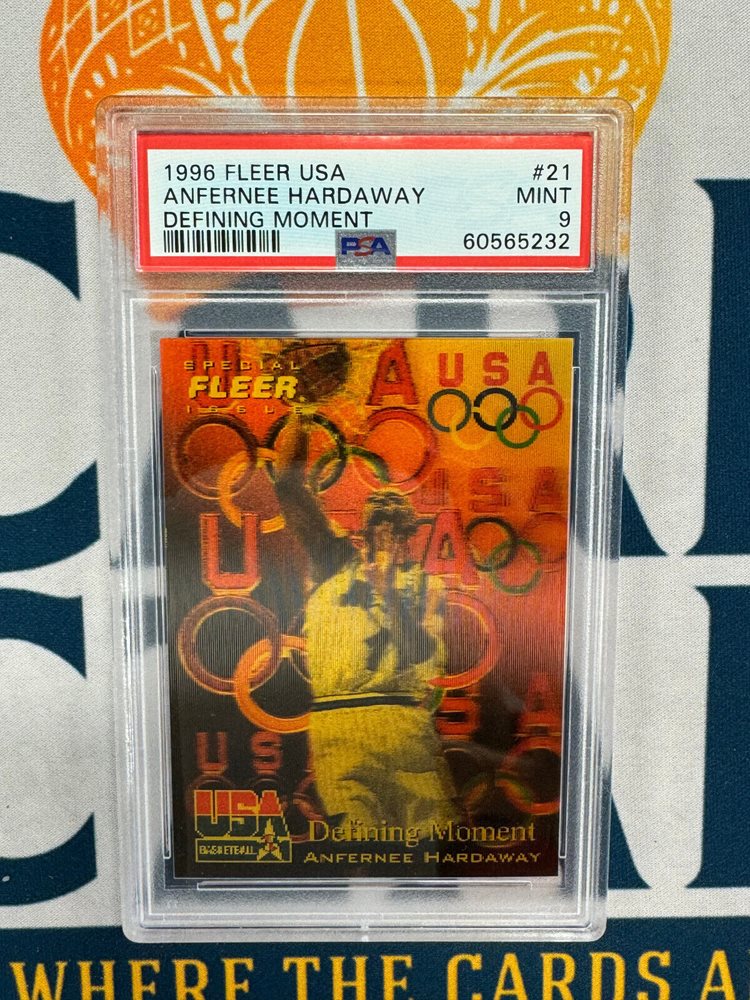 1996 FLEER USA #21
ANFERNEE HARDAWAY MINT
DEFINING MOMENT 9
PSA 60565232
SPECIAL
FLEER
ISSUE
U A
USA
USA
U A
USA
USA
BASKETBALL
Defining Moment
ANFERNEE HARDAWAY
WHERE THE CARDS A